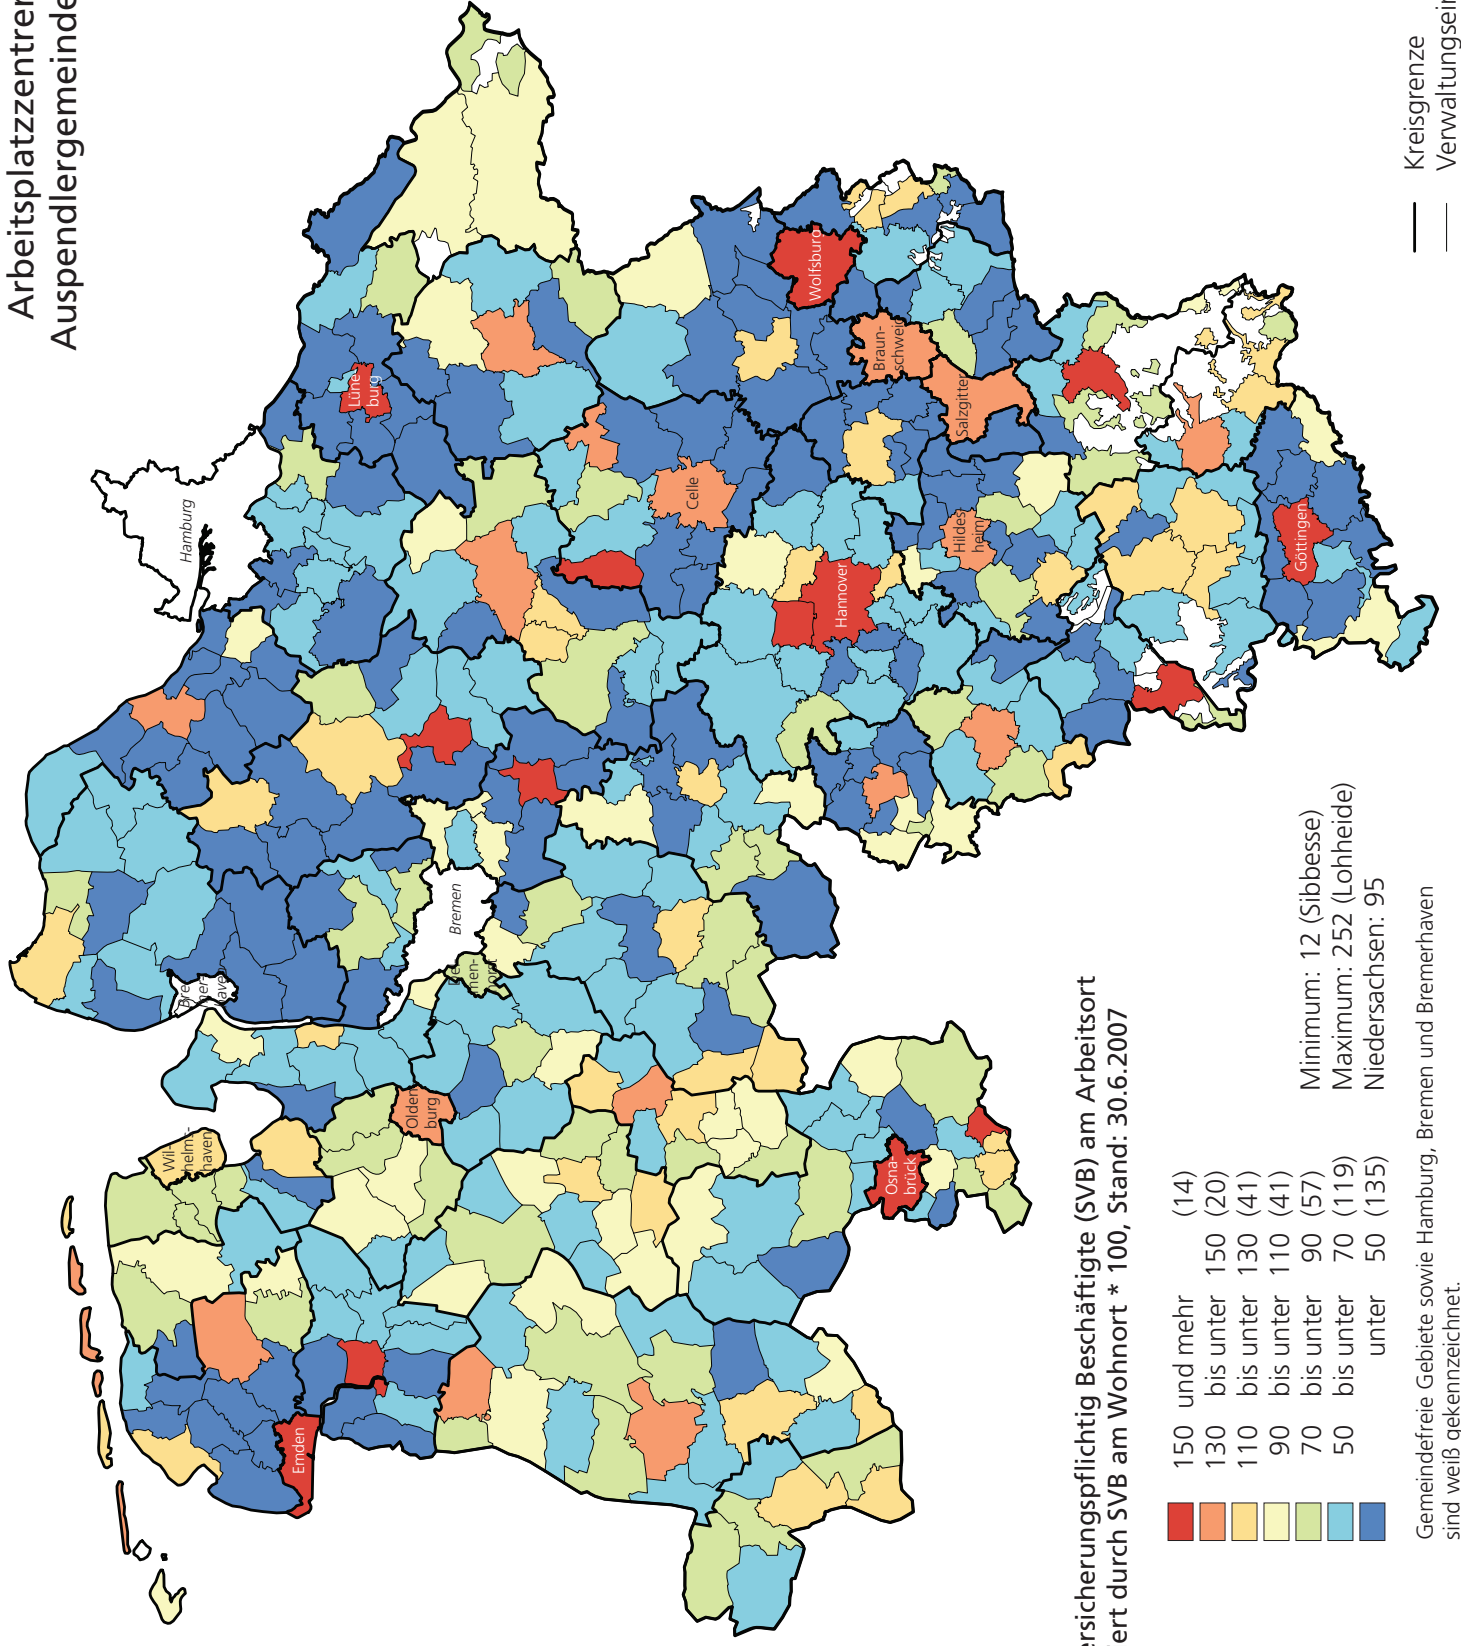 Arbeitsplatzzentren
Auspendlergemeinde
Hamburg
Lüne-
burg
Wolfsburg
Braun-
schweig
Salzgitter
Celle
Hildes-
heim
Hannover
Göttingen
Bremen
Bre-
mer-
haven
men-
Wil-
helms-
haven
Olden-
burg
Emden
Osna-
brück
ersicherungspflichtig Beschäftigte (SVB) am Arbeitsort
ert durch SVB am Wohnort * 100, Stand: 30.6.2007
150 und mehr (14)
130 bis unter 150 (20)
110 bis unter 130 (41)
90 bis unter 110 (41)
70 bis unter 90 (57)
50 bis unter 70 (119)
unter 50 (135)
Minimum: 12 (Sibbesse)
Maximum: 252 (Lohheide)
Niedersachsen: 95
Kreisgrenze
Verwaltungsein
Gemeindefreie Gebiete sowie Hamburg, Bremen und Bremerhaven
sind weiß gekennzeichnet.